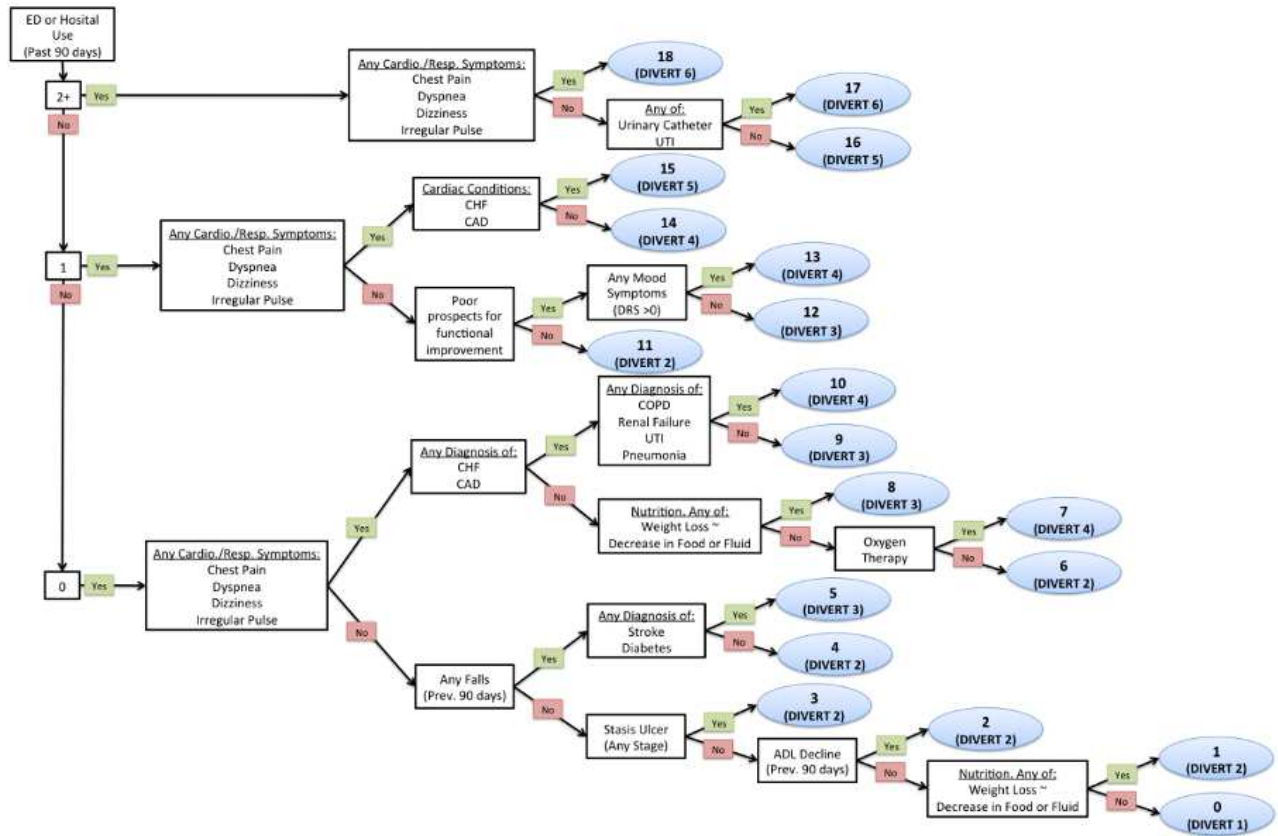 ED or Hosital
Use
(Past 90 days)
2+
Yes
No
Any Cardio./Resp. Symptoms:
Chest Pain
Dyspnea
Dizziness
Irregular Pulse
Yes
No
18
(DIVERT 6)
Any of:
Urinary Catheter
UTI
Yes
No
17
(DIVERT 6)
16
(DIVERT 5)
1
Yes
No
Any Cardio./Resp. Symptoms:
Chest Pain
Dyspnea
Dizziness
Irregular Pulse
Yes
No
Cardiac Conditions:
CHF
CAD
Yes
No
15
(DIVERT 5)
14
(DIVERT 4)
Poor
prospects for
functional
improvement
Yes
No
Any Mood
Symptoms
(DRS >0)
Yes
No
13
(DIVERT 4)
12
(DIVERT 3)
11
(DIVERT 2)
0
Yes
Any Cardio./Resp. Symptoms:
Chest Pain
Dyspnea
Dizziness
Irregular Pulse
Yes
No
Any Diagnosis of:
CHF
CAD
Yes
No
Any Diagnosis of:
COPD
Renal Failure
UTI
Pneumonia
Yes
No
10
(DIVERT 4)
9
(DIVERT 3)
Nutrition. Any of:
Weight Loss ~
Decrease in Food or Fluid
Yes
No
8
(DIVERT 3)
Oxygen
Therapy
Yes
No
7
(DIVERT 4)
6
(DIVERT 2)
Any Falls
(Prev. 90 days)
Yes
No
Any Diagnosis of:
Stroke
Diabetes
Yes
No
5
(DIVERT 3)
4
(DIVERT 2)
Stasis Ulcer
(Any Stage)
Yes
No
3
(DIVERT 2)
ADL Decline
(Prev. 90 days)
Yes
No
2
(DIVERT 2)
Nutrition. Any of:
Weight Loss ~
Decrease in Food or Fluid
Yes
No
1
(DIVERT 2)
0
(DIVERT 1)